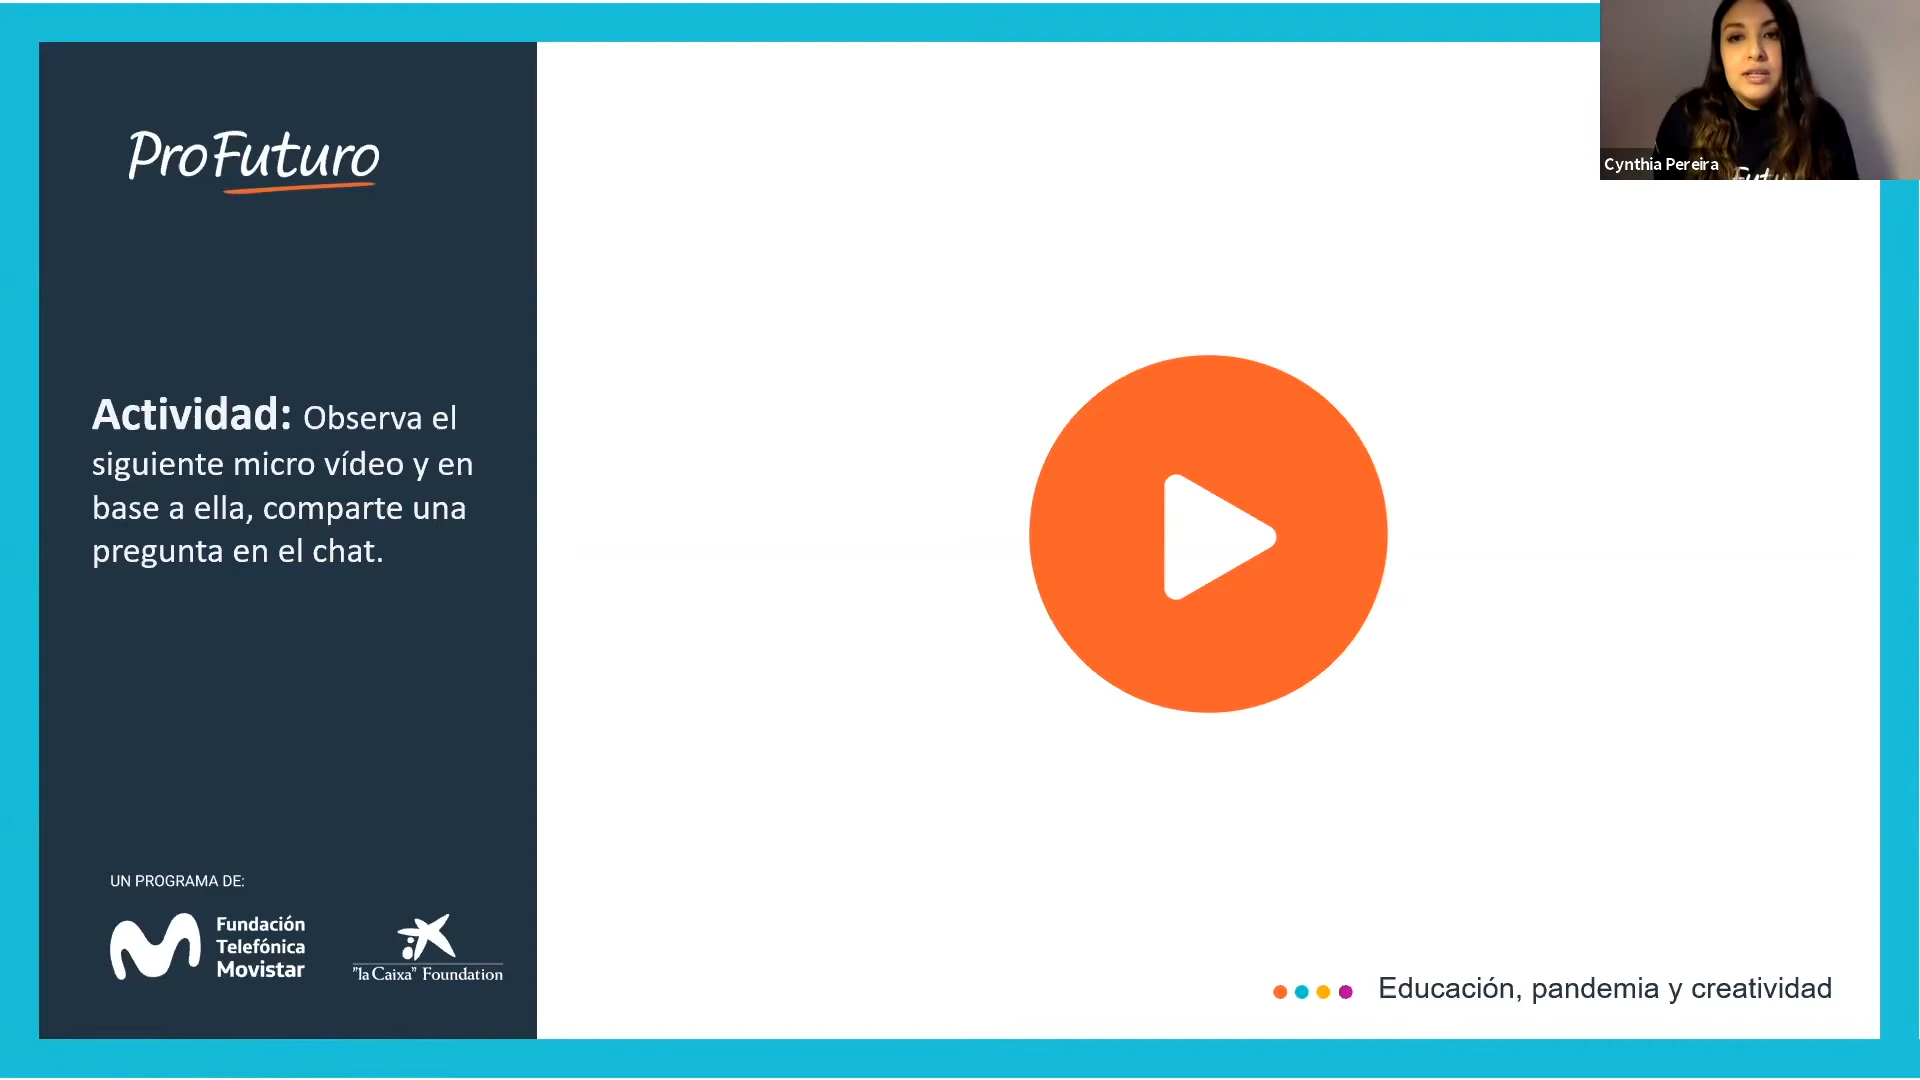 ProFuturo
Actividad: Observa el
siguiente micro vídeo y en
base a ella, comparte una
pregunta en el chat.
UN PROGRAMA DE:
Fundación
Telefónica
Movistar
"la Caixa" Foundation
Educación, pandemia y creatividad
Cynthia Pereira